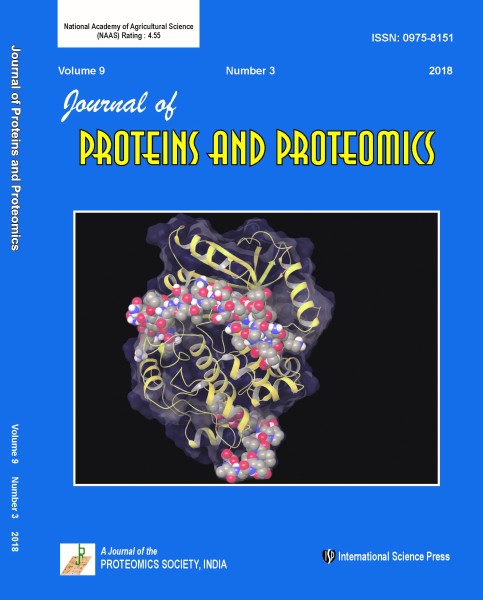 National Academy of Agricultural Science
(NAAS) Rating : 4.55
ISSN: 0975-8151
Volume 9 Number 3 2018
Journal of
PROTEINS AND PROTEOMICS
Journal of Proteins and Proteomics
Volume 9 Number 3 2018
A Journal of the
PROTEOMICS SOCIETY, INDIA
ISP International Science Press